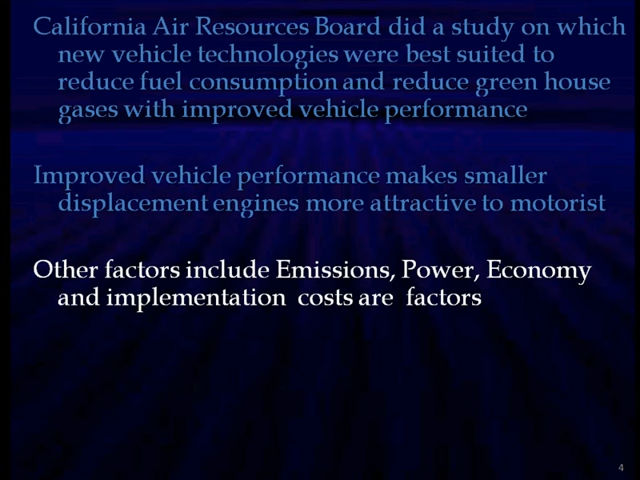 California Air Resources Board did a study on which
new vehicle technologies were best suited to
reduce fuel consumption and reduce green house
gases with improved vehicle performance
Improved vehicle performance makes smaller
displacement engines more attractive to motorist
Other factors include Emissions, Power, Economy
and implementation costs are factors
4